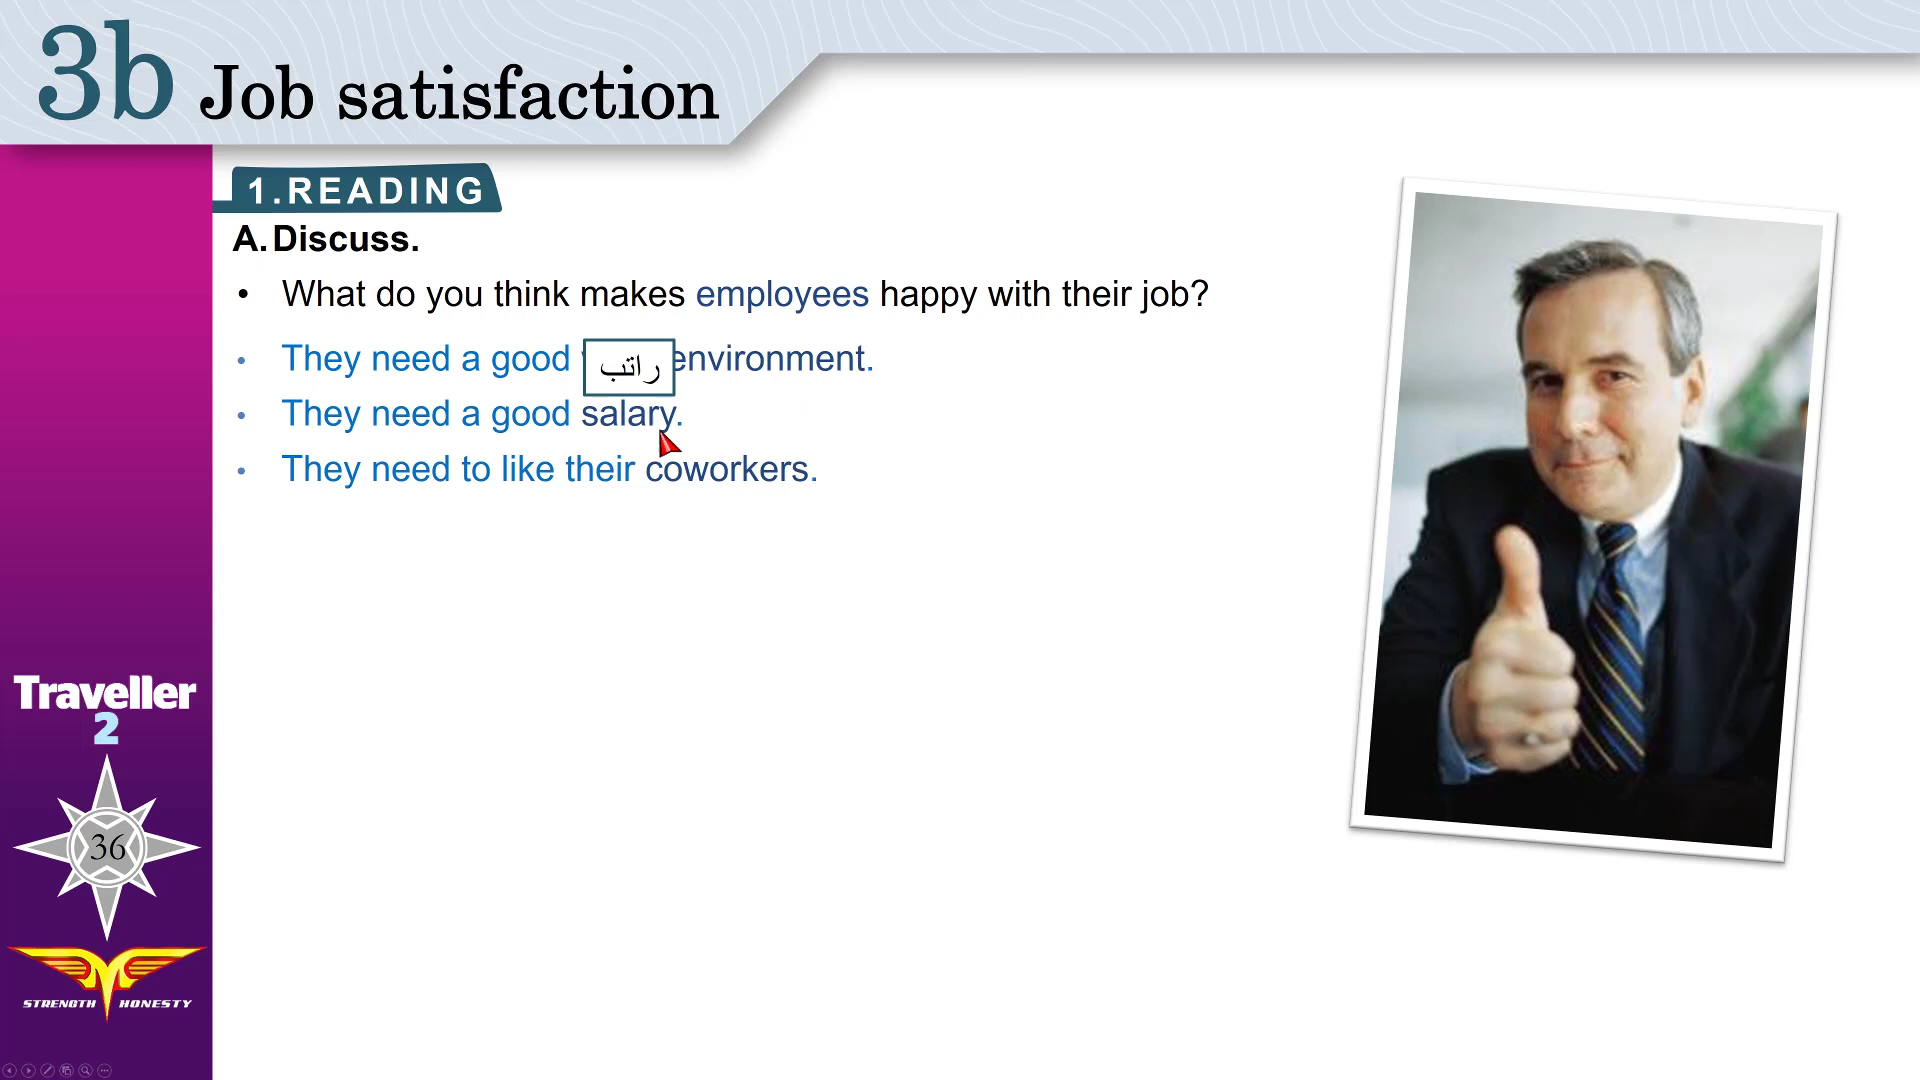 3b Job satisfaction
1.READING
A. Discuss.
• What do you think makes employees happy with their job?
• They need a good environment.
راتب
• They need a good salary.
• They need to like their coworkers.
Traveller
2
36
STRENGTH HONESTY